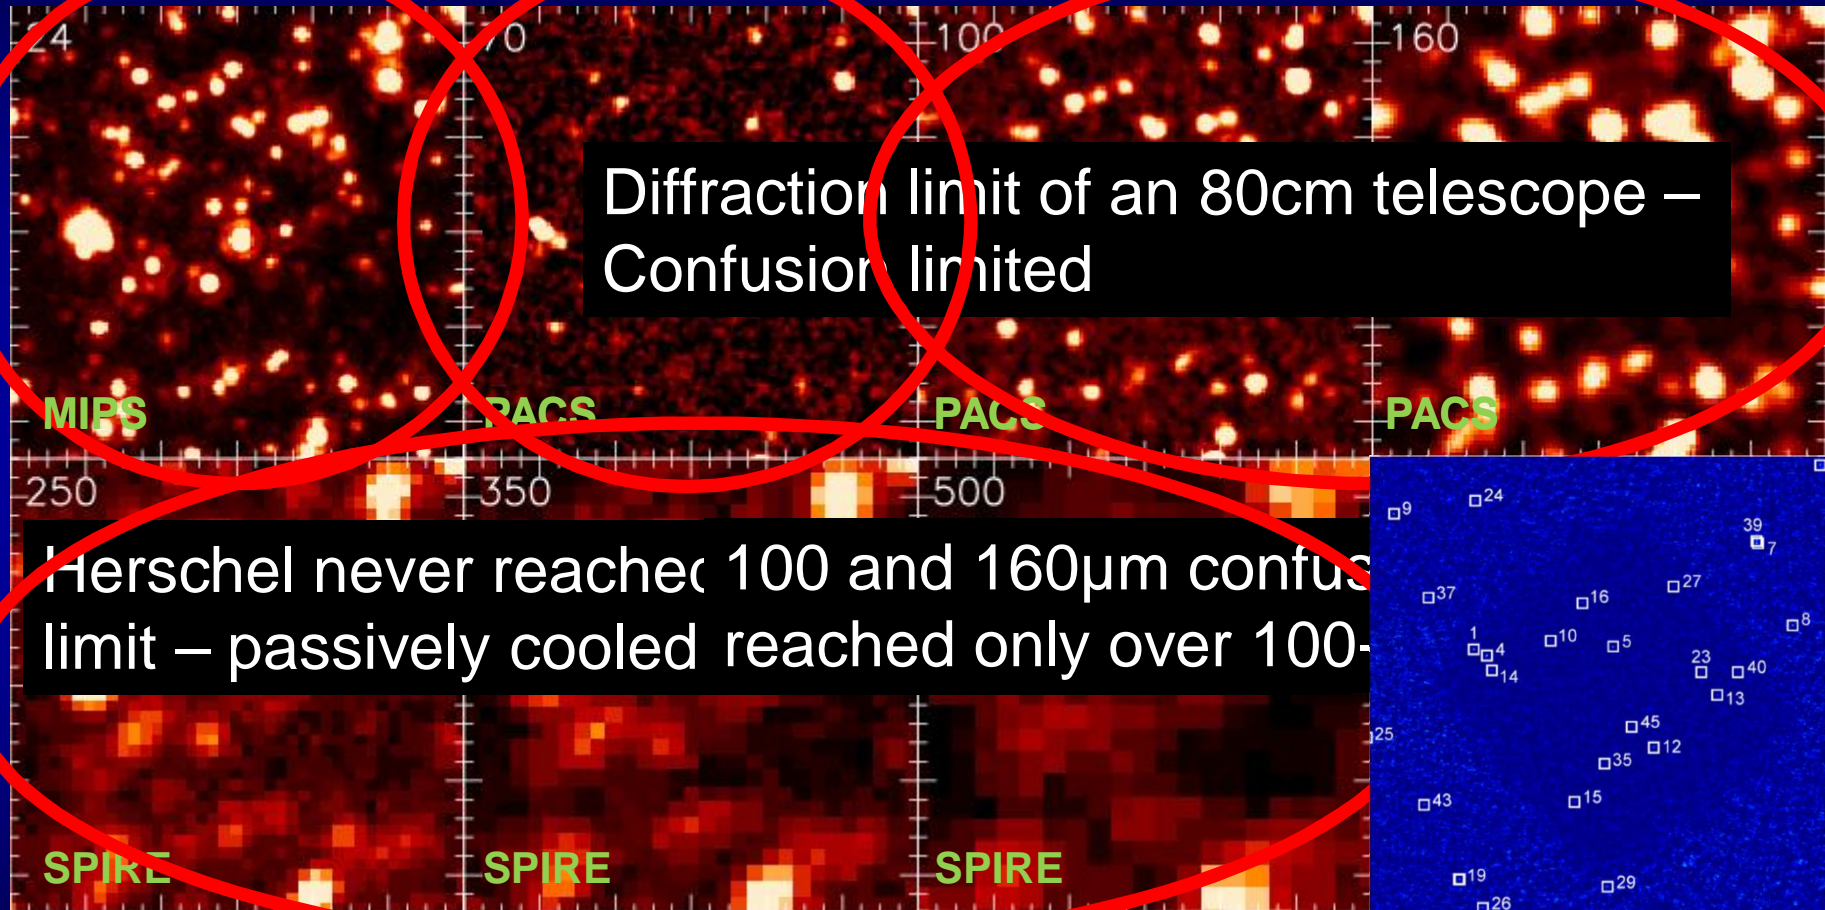 24
70
100
160
Diffraction limit of an 80cm telescope –
Confusion limited
MIPS
PACS
PACS
PACS
250
350
500
Herschel never reached
limit – passively cooled
100 and 160µm confus
reached only over 100-
SPIRE
SPIRE
SPIRE
9
24
39
7
37
16
27
8
1
4
10
5
14
23
40
13
45
25
12
35
43
15
19
29
26